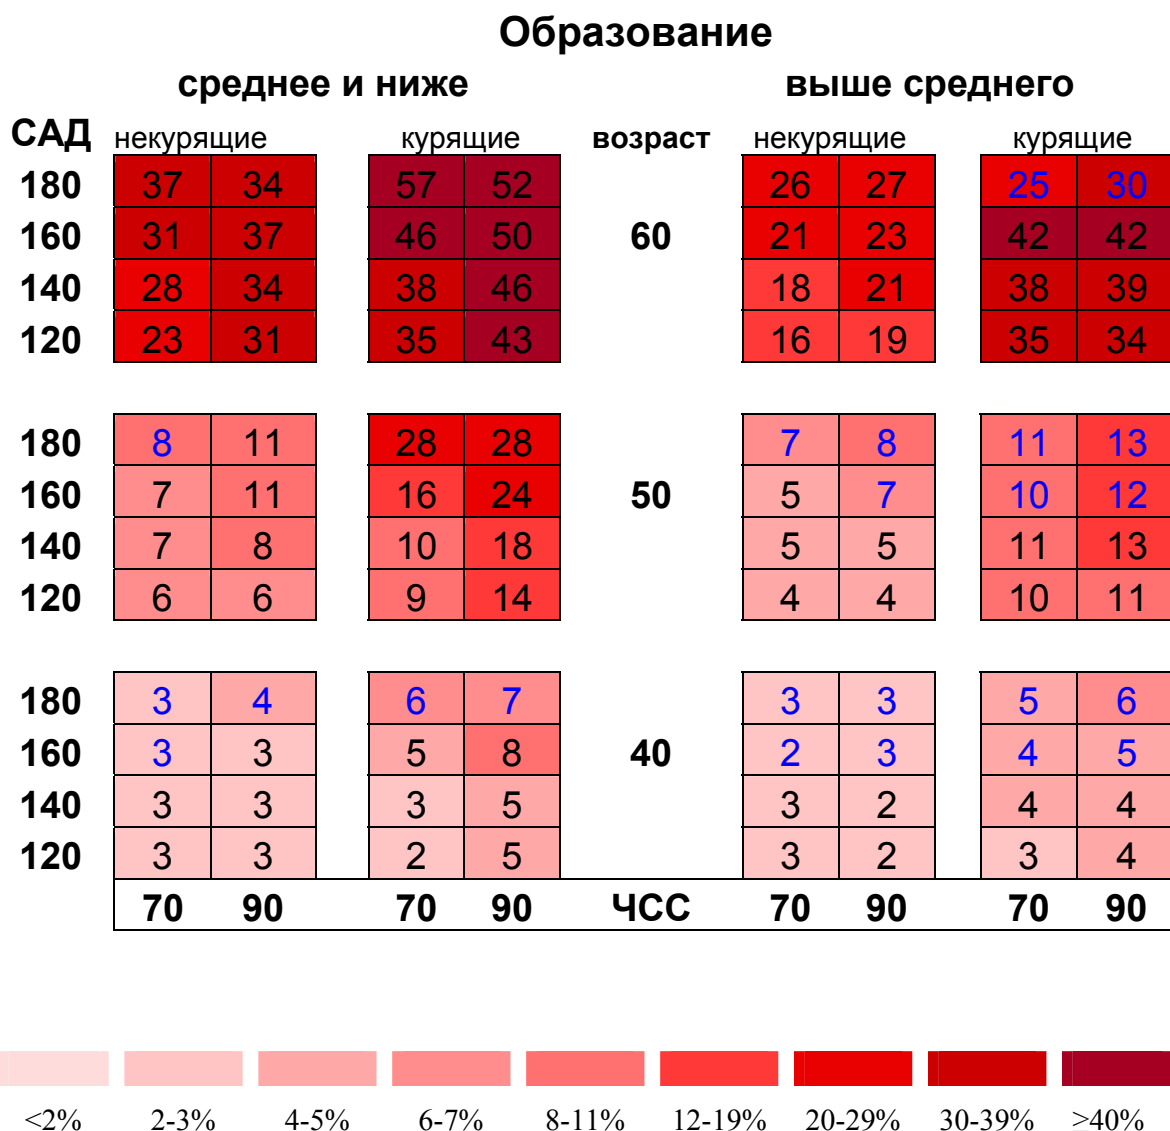 Образование
среднее и ниже выше среднего
САД некурящие курящие возраст некурящие курящие
180 37 34 57 52 26 27 25 30
160 31 37 46 50 60 21 23 42 42
140 28 34 38 46 18 21 38 39
120 23 31 35 43 16 19 35 34
180 8 11 28 28 7 8 11 13
160 7 11 16 24 50 5 7 10 12
140 7 8 10 18 5 5 11 13
120 6 6 9 14 4 4 10 11
180 3 4 6 7 3 3 5 6
160 3 3 5 8 40 2 3 4 5
140 3 3 3 5 3 2 4 4
120 3 3 2 5 3 2 3 4
70 90 70 90 ЧСС 70 90 70 90
<2% 2-3% 4-5% 6-7% 8-11% 12-19% 20-29% 30-39% ≥40%